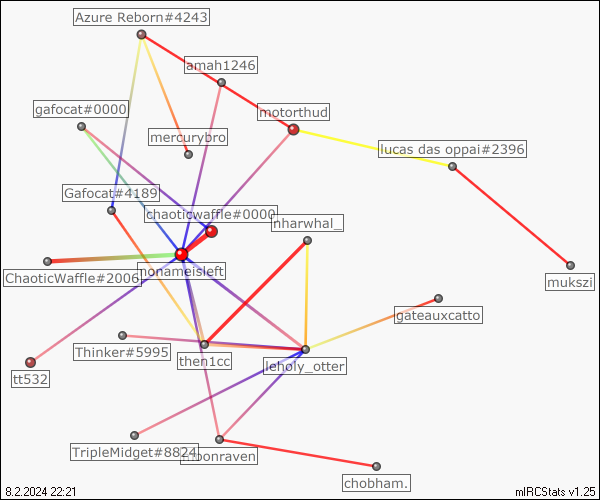 Azure Reborn#4243
amah1246
gafocat#0000
motorthud
mercurybro
lucas das oppai#2396
Gafocat#4189
chaoticwaffle#0000
nharwhal_
ChaoticWaffle#2006
nonameisleft
mukszi
gateauxcatto
Thinker#5995
then1cc
leholy_otter
tt532
TripleMidget#8824
moonraven
chobham.
8.2.2024 22:21
mIRCStats v1.25